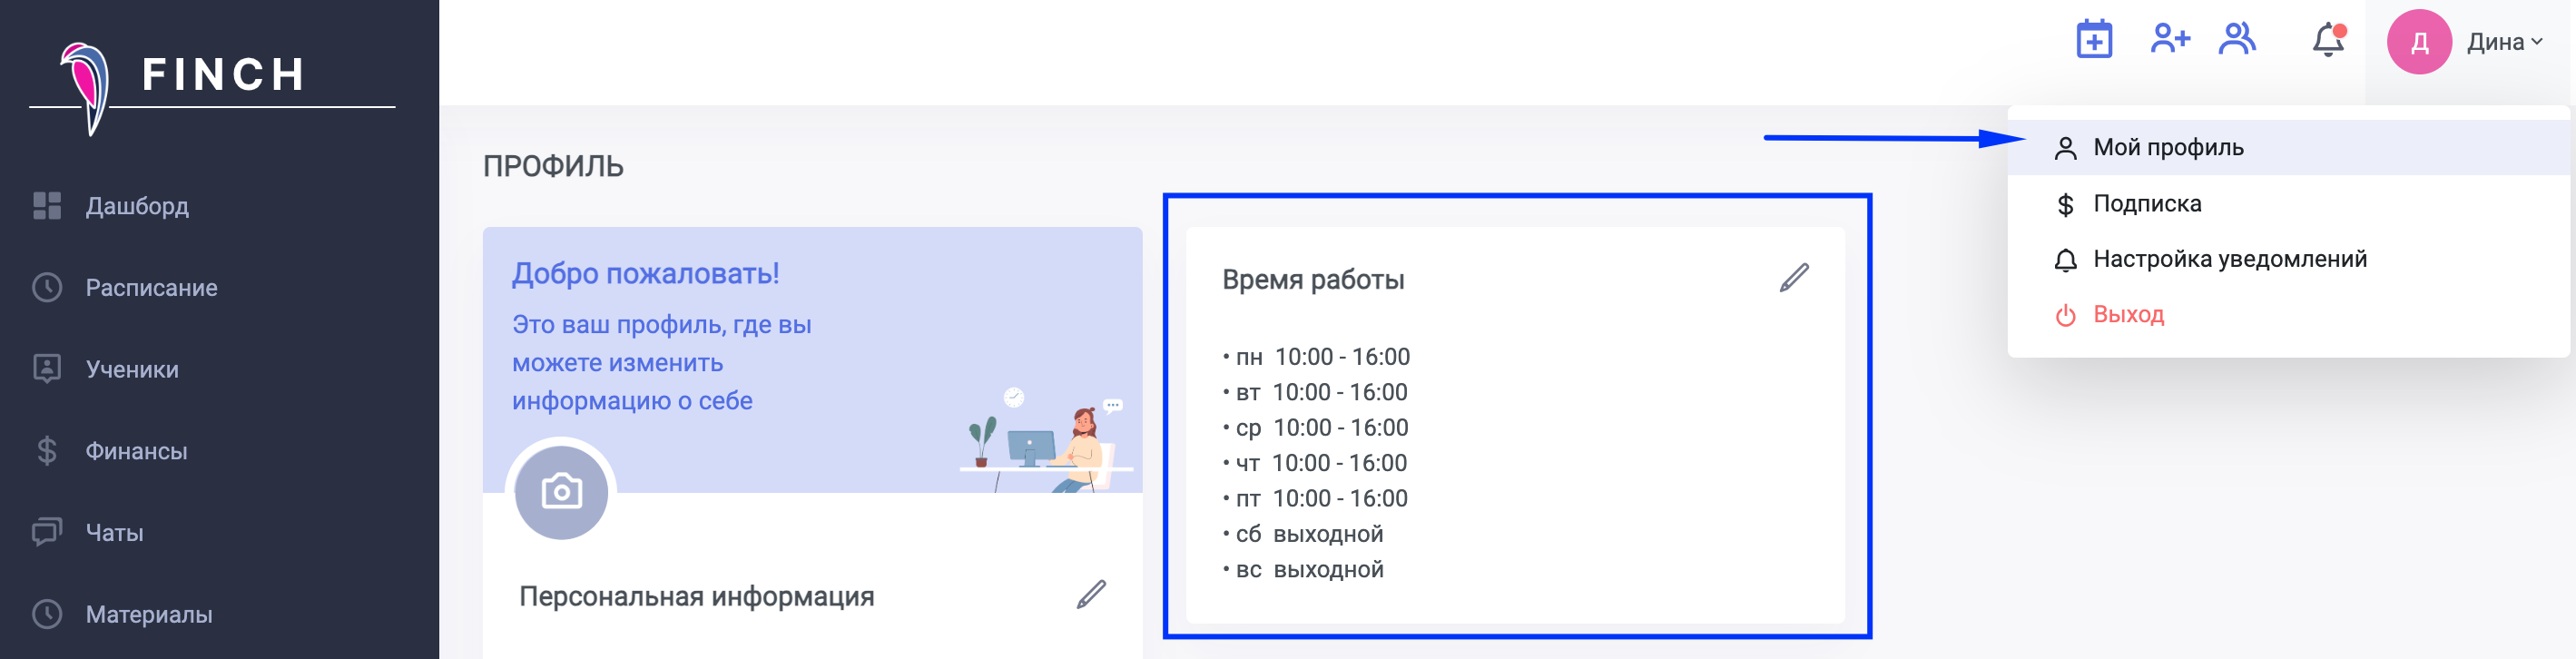 FINCH
Дашборд
Расписание
Ученики
Финансы
Чаты
Материалы
Дина
Д
Мой профиль
Подписка
Настройка уведомлений
Выход
ПРОФИЛЬ
Добро пожаловать!
Это ваш профиль, где вы
можете изменить
информацию о себе
Персональная информация
Время работы
• пн 10:00 - 16:00
• вт 10:00 - 16:00
• ср 10:00 - 16:00
• чт 10:00 - 16:00
• пт 10:00 - 16:00
• сб выходной
• вс выходной